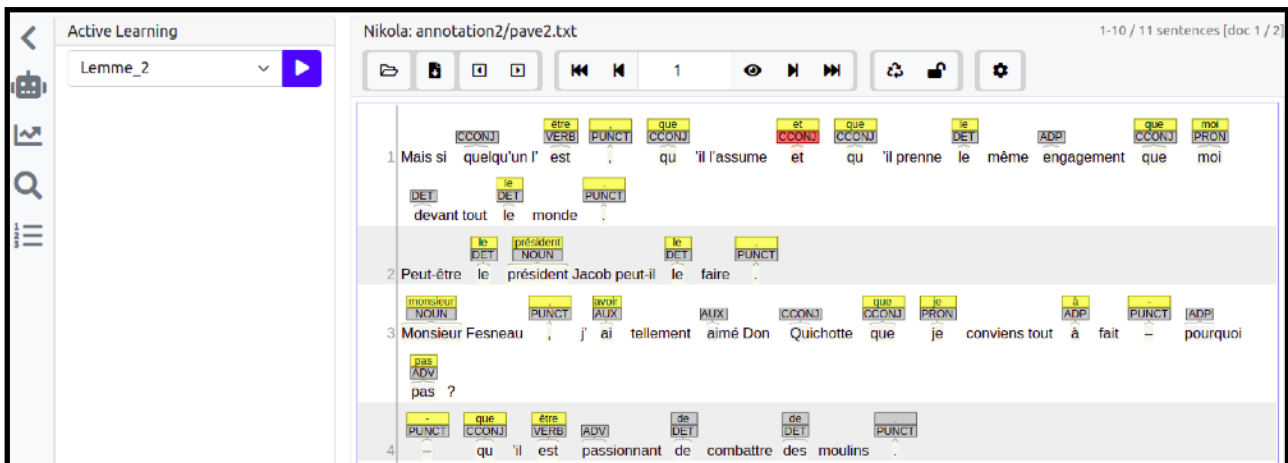 Active Learning
Lemme_2
Nikola: annotation2/pave2.txt
1-10 / 11 sentences [doc 1 / 2]
1
être et que le que moi
CCONJ VERB PUNCT CCONJ CCONJ CCONJ DET ADP CCONJ PRON
1 Mais si quelqu'un l' est , qu 'il l'assume et qu 'il prenne le même engagement que moi
le .
DET DET PUNCT
devant tout le monde .
le président le .
DET NOUN DET PUNCT
2 Peut-être le président Jacob peut-il le faire .
monsieur , avoir que je à -
NOUN PUNCT AUX AUX CCONJ CCONJ PRON ADP PUNCT ADP
3 Monsieur Fesneau , j' ai tellement aimé Don Quichotte que je conviens tout à fait – pourquoi
pas
ADV
pas ?
- que être de de .
PUNCT CCONJ VERB ADV DET DET PUNCT
4 – qu 'il est passionnant de combattre des moulins .